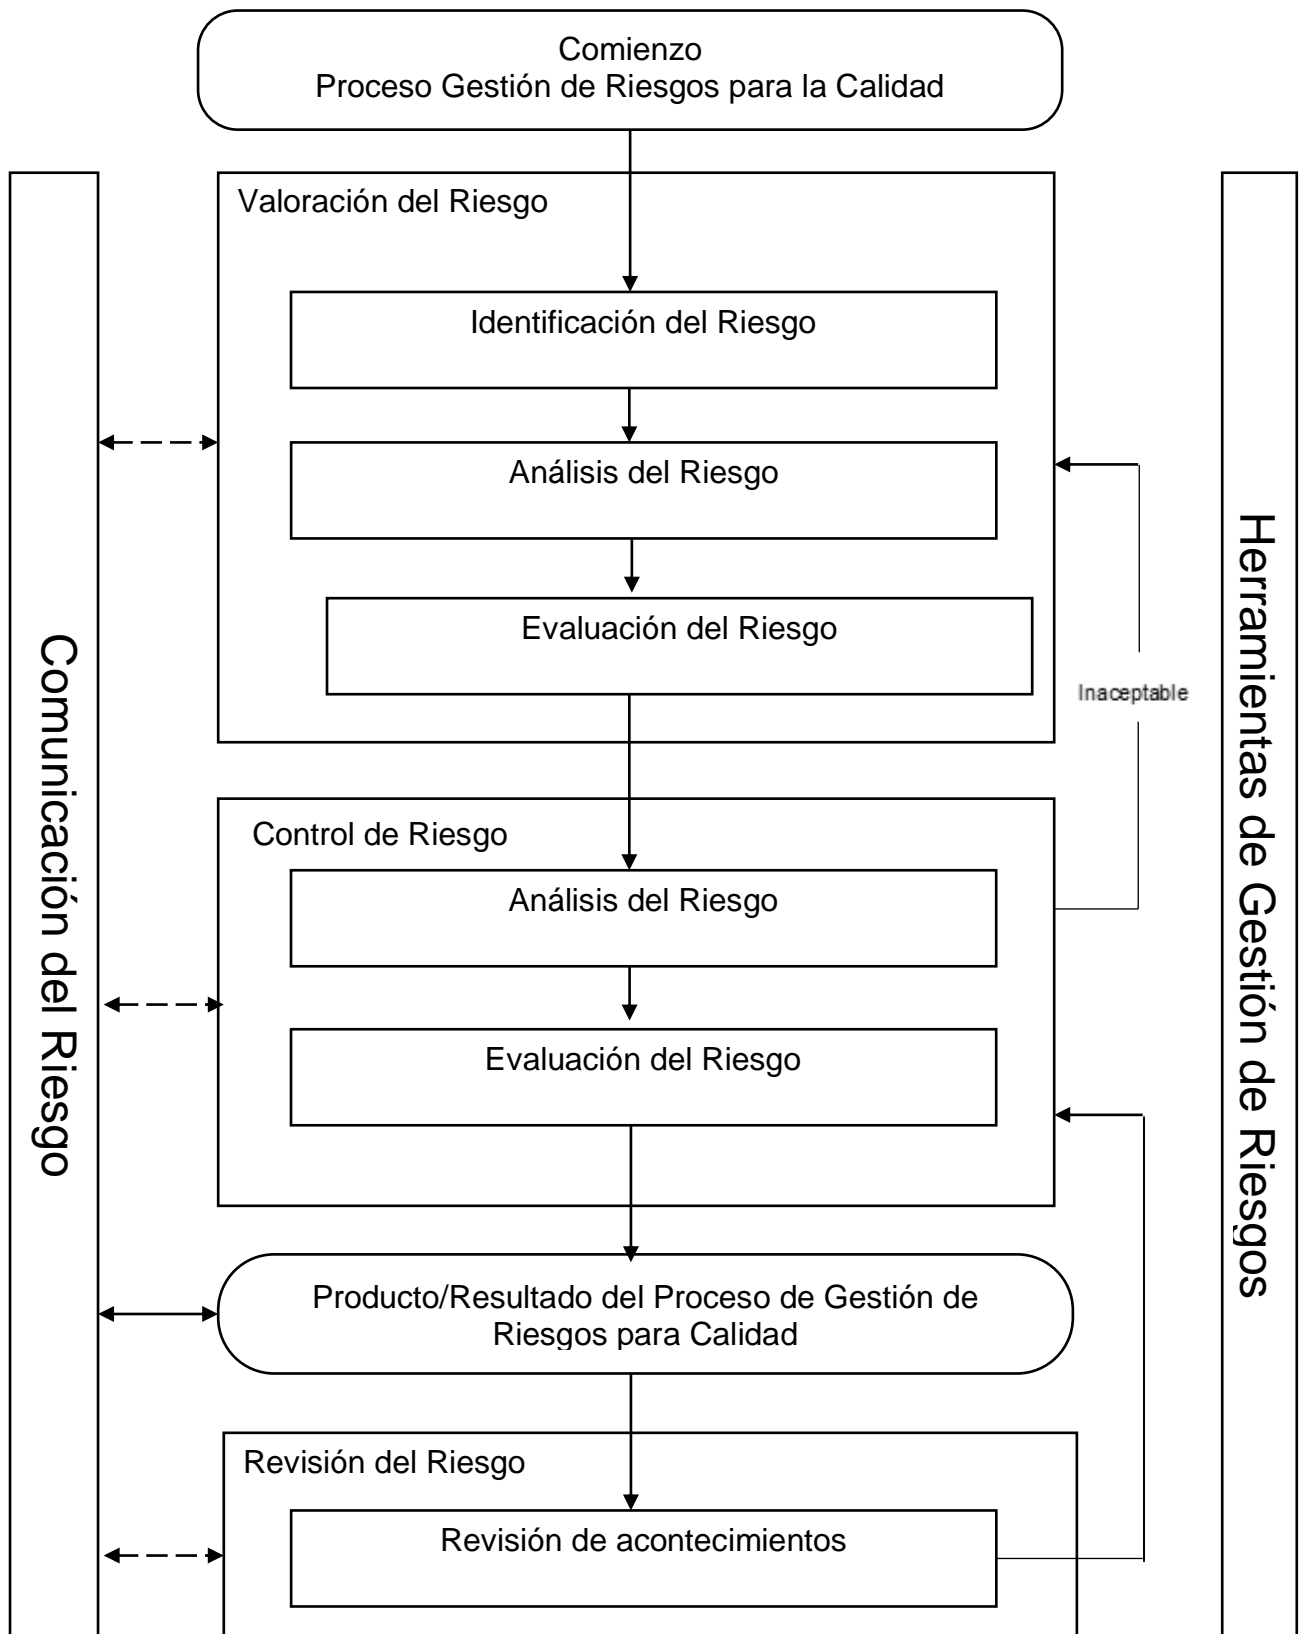 Comienzo
Proceso Gestión de Riesgos para la Calidad
Valoración del Riesgo
Identificación del Riesgo
Análisis del Riesgo
Evaluación del Riesgo
Inaceptable
Control de Riesgo
Análisis del Riesgo
Evaluación del Riesgo
Producto/Resultado del Proceso de Gestión de
Riesgos para Calidad
Revisión del Riesgo
Revisión de acontecimientos
Comunicación del Riesgo
Herramientas de Gestión de Riesgos